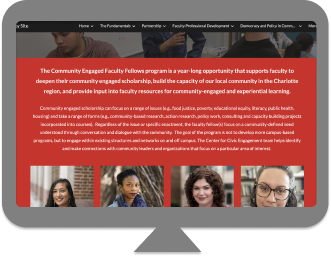 y Site Home The Fundamentals Partnership Faculty Professional Development Democracy and Policy in Comm...
The Community Engaged Faculty Fellows program is a year-long opportunity that supports faculty to
deepen their community engaged scholarship, build the capacity of our local community in the Charlotte
region, and provide input into faculty resources for community-engaged and experiential learning.
Community engaged scholarship can focus on a range of issues (e.g. food justice, poverty, educational equity, literacy, public health,
housing) and take a range of forms (e.g., community-based research, action research, policy work, consulting and capacity building projects
incorporated into courses). Regardless of the issue or specific enactment, the faculty fellow(s) focus on a community-defined need
understood through conversation and dialogue with the community. The goal of the program is not to develop more campus-based
programs, but to engage within existing structures and networks on and off campus. The Center for Civic Engagement team helps identify
and make connections with community leaders and organizations that focus on a particular area of interest.